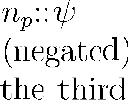 n_p::ψ
(negated)
the third